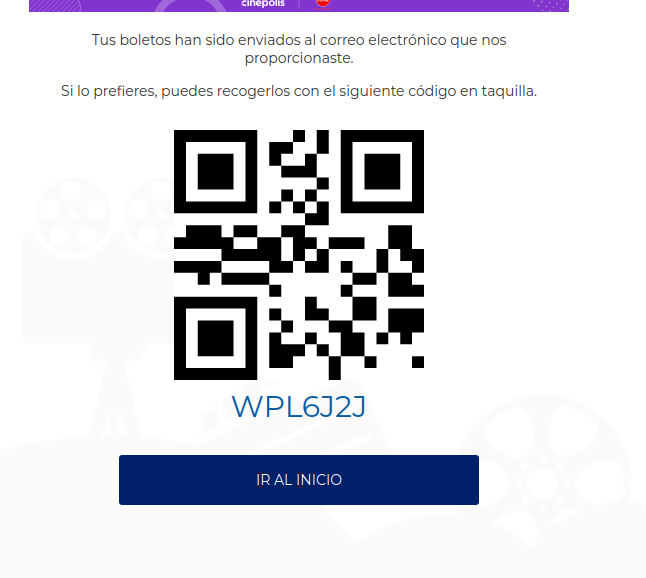 cinépolis
Tus boletos han sido enviados al correo electrónico que nos
proporcionaste.
Si lo prefieres, puedes recogerlos con el siguiente código en taquilla.
WPL6J2J
IR AL INICIO